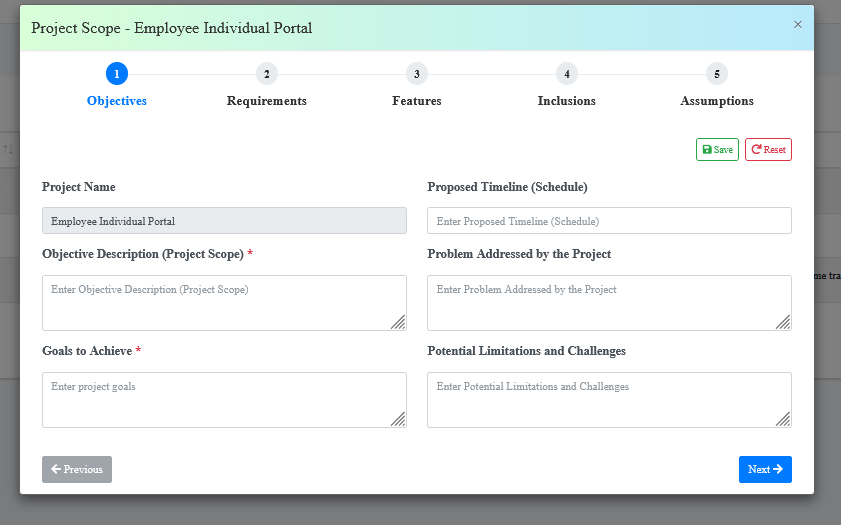 Project Scope - Employee Individual Portal
×
1 2 3 4 5
Objectives Requirements Features Inclusions Assumptions
Save Reset
Project Name
Proposed Timeline (Schedule)
Employee Individual Portal
Enter Proposed Timeline (Schedule)
Objective Description (Project Scope) *
Problem Addressed by the Project
Enter Objective Description (Project Scope)
Enter Problem Addressed by the Project
Goals to Achieve *
Potential Limitations and Challenges
Enter project goals
Enter Potential Limitations and Challenges
Previous
Next